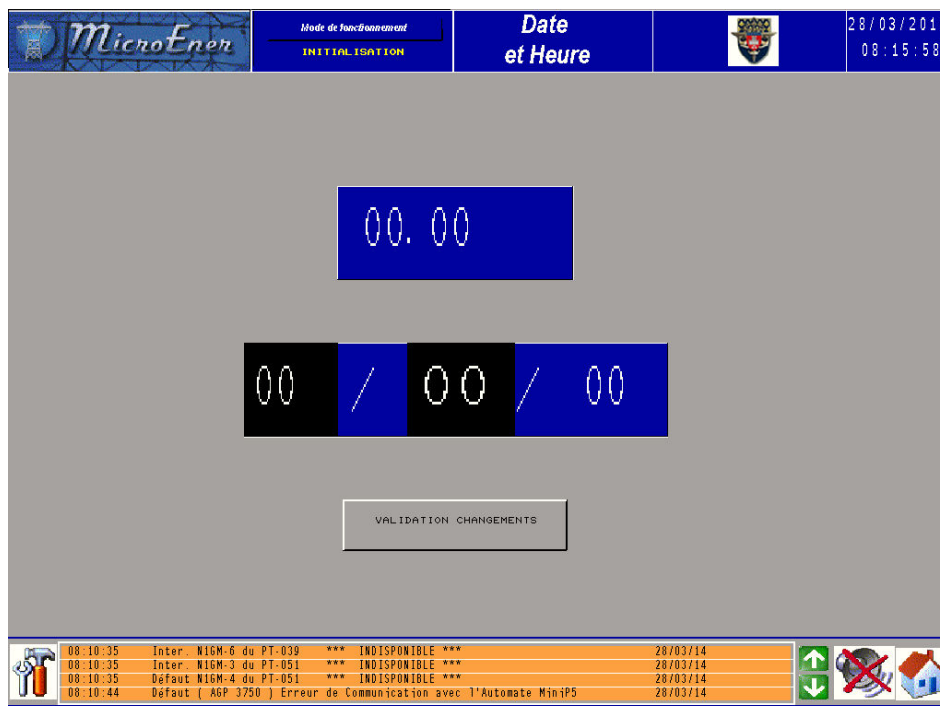 MicroEner
Mode de fonctionnement
INITIALISATION
Date
et Heure
28/03/201
08:15:58
00.00
00 / 00 / 00
VALIDATION CHANGEMENTS
08:10:35 Inter. N1GM-6 du PT-039 *** INDISPONIBLE *** 28/03/14
08:10:35 Inter. N1GM-3 du PT-051 *** INDISPONIBLE *** 28/03/14
08:10:35 Défaut N1GM-4 du PT-051 *** INDISPONIBLE *** 28/03/14
08:10:44 Défaut ( AGP 3750 ) Erreur de Communication avec l'Automate MiniP5 28/03/14